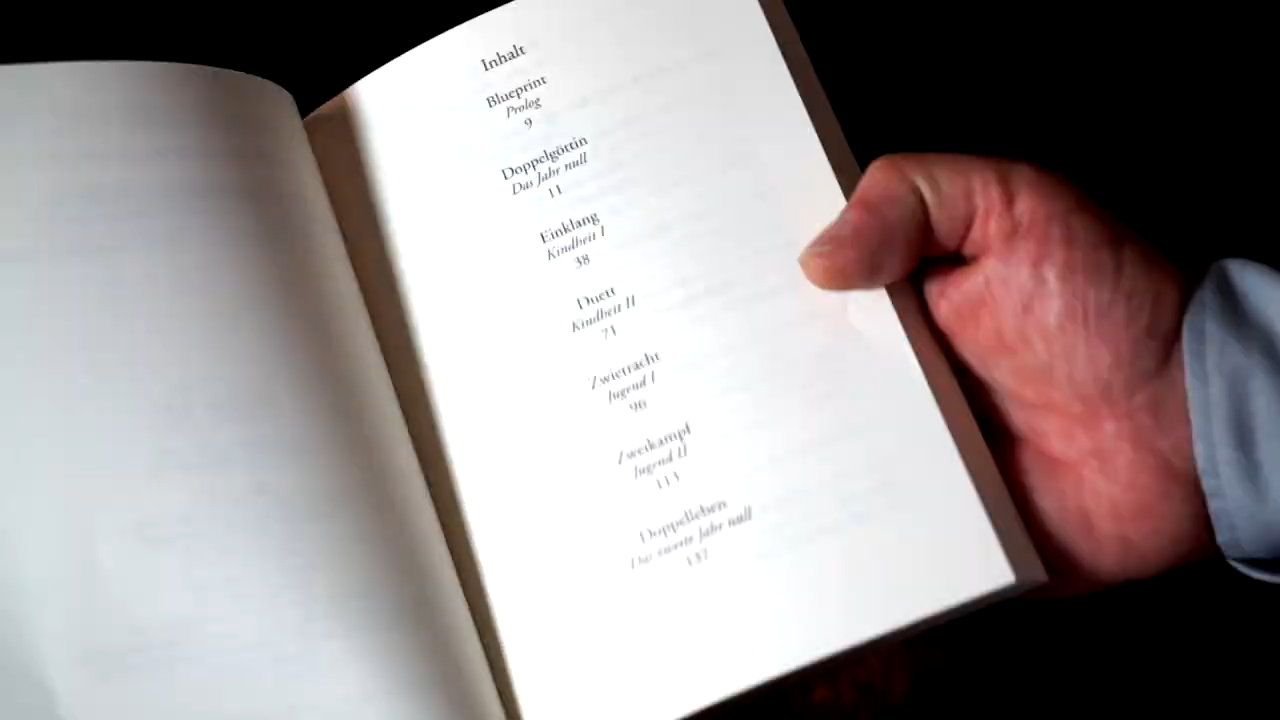 Inhalt
Blueprint
Prolog
9
Doppelgöttin
Das Jahr null
11
Einklang
Kindheit I
38
Duett
Kindheit II
71
Zwietracht
Jugend I
96
Zweikampf
Jugend II
113
Doppelleben
Das zweite Jahr null
137